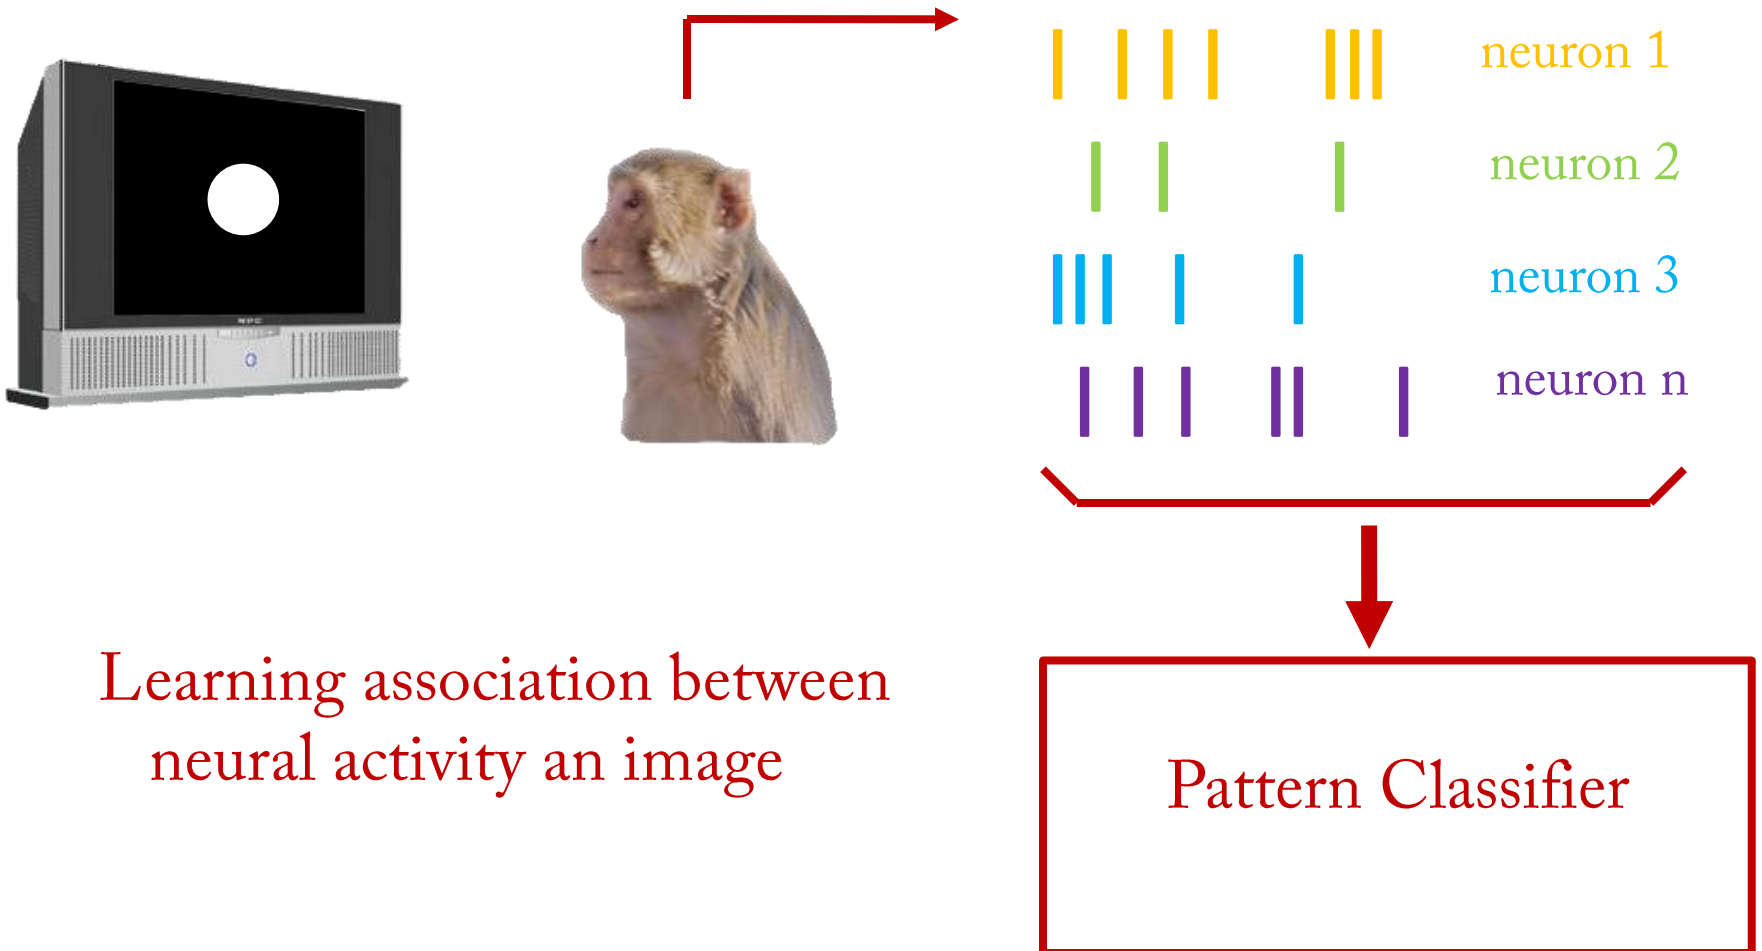 neuron 1
neuron 2
neuron 3
neuron n
Learning association between
neural activity an image
Pattern Classifier